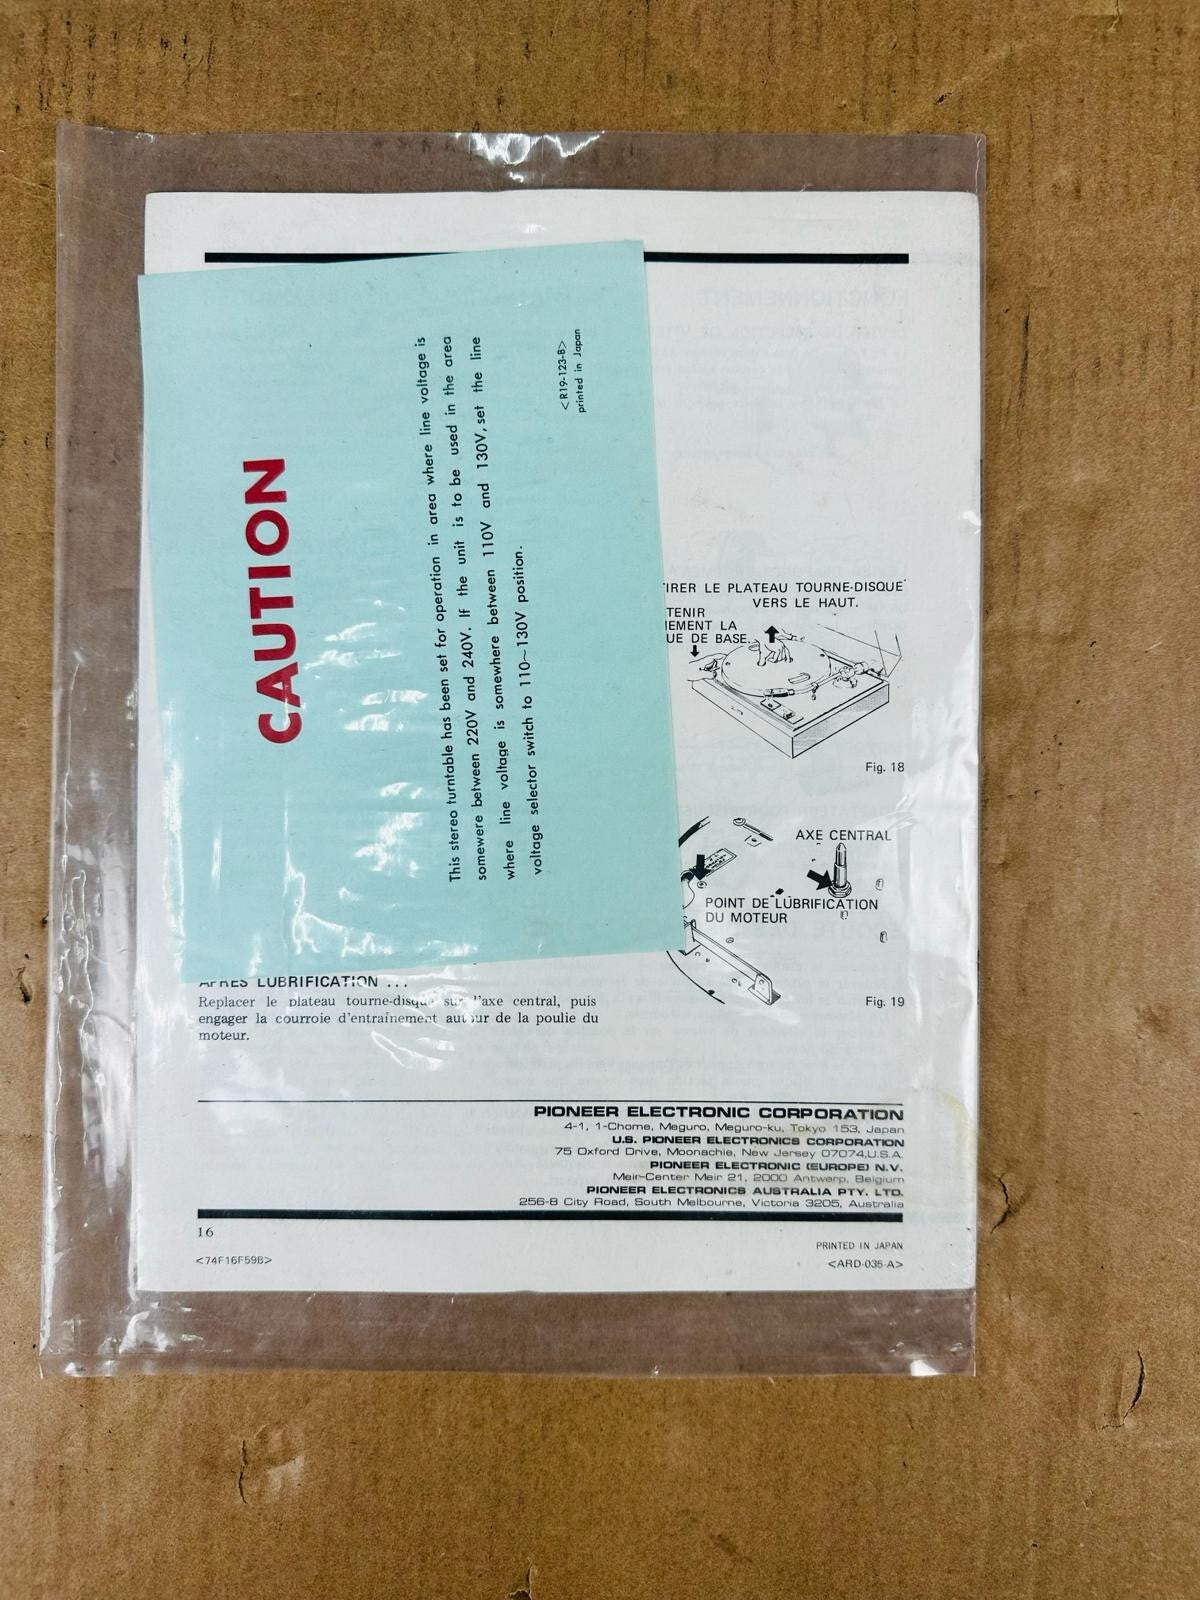 CAUTION
This stereo turntable has been set for operation in area where line voltage is
somewere between 220V and 240V. If the unit is to be used in the area
where line voltage is somewhere between 110V and 130V, set the line
voltage selector switch to 110~130V position.
<R19-123-B>
printed in Japan
TIRER LE PLATEAU TOURNE-DISQUE
VERS LE HAUT.
TENIR
EMENT LA
UE DE BASE.
Fig. 18
AXE CENTRAL
POINT DE LUBRIFICATION
DU MOTEUR
Fig. 19
APRES LUBRIFICATION ...
Replacer le plateau tourne-disque sur l'axe central, puis
engager la courroie d'entraînement autour de la poulie du
moteur.
PIONEER ELECTRONIC CORPORATION
4-1, 1-Chome, Meguro, Meguro-ku, Tokyo 153, Japan
U.S. PIONEER ELECTRONICS CORPORATION
75 Oxford Drive, Moonachie, New Jersey 07074,U.S.A.
PIONEER ELECTRONIC (EUROPE) N.V.
Meir-Center Meir 21, 2000 Antwerp, Belgium
PIONEER ELECTRONICS AUSTRALIA PTY. LTD.
256-8 City Road, South Melbourne, Victoria 3205, Australia
16
PRINTED IN JAPAN
<74F16F59B>
<ARD-035-A>